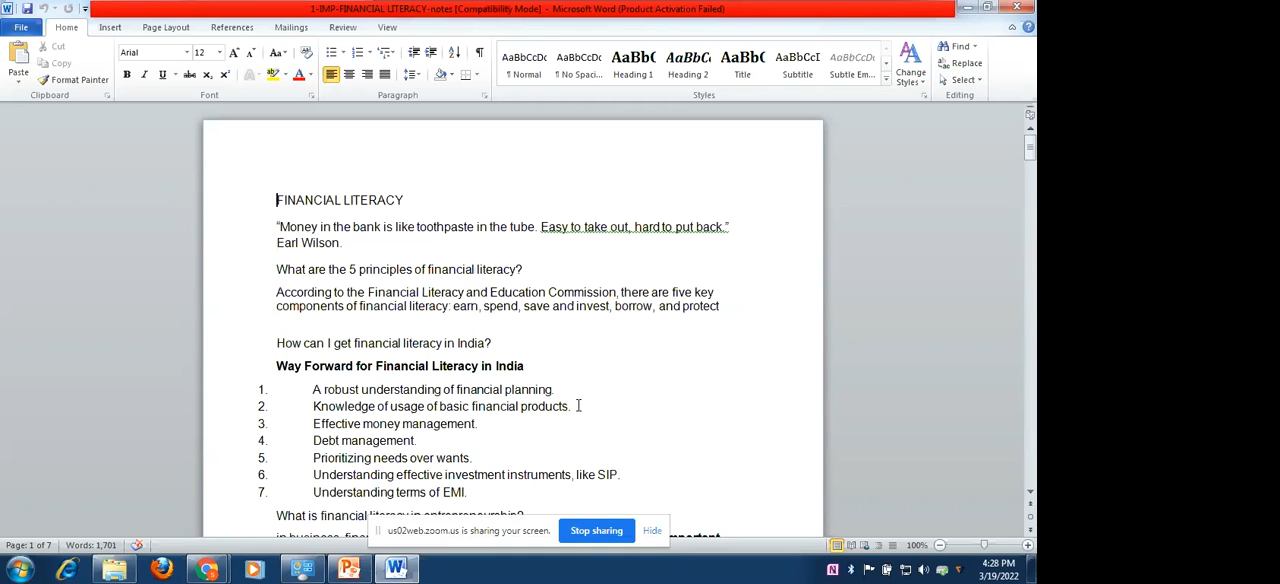 1-IMP-FINANCIAL LITERACY-notes [Compatibility Mode] - Microsoft Word (Product Activation Failed)
File Home Insert Page Layout References Mailings Review View
Paste
Cut
Copy
Format Painter
Clipboard
Arial 12
Font
Paragraph
AaBbCcDc AaBbCcDc AaBbC AaBbCc AaBbC AaBbCcI AaBbCcDc
¶ Normal ¶ No Spaci... Heading 1 Heading 2 Title Subtitle Subtle Em...
Styles
Change
Styles
Find
Replace
Select
Editing
FINANCIAL LITERACY
“Money in the bank is like toothpaste in the tube. Easy to take out, hard to put back.”
Earl Wilson.
What are the 5 principles of financial literacy?
According to the Financial Literacy and Education Commission, there are five key
components of financial literacy: earn, spend, save and invest, borrow, and protect
How can I get financial literacy in India?
Way Forward for Financial Literacy in India
1. A robust understanding of financial planning.
2. Knowledge of usage of basic financial products.
3. Effective money management.
4. Debt management.
5. Prioritizing needs over wants.
6. Understanding effective investment instruments, like SIP.
7. Understanding terms of EMI.
What is financial literacy in entrepreneurship?
us02web.zoom.us is sharing your screen. Stop sharing Hide
Page: 1 of 7 Words: 1,701 100%
4:28 PM
3/19/2022